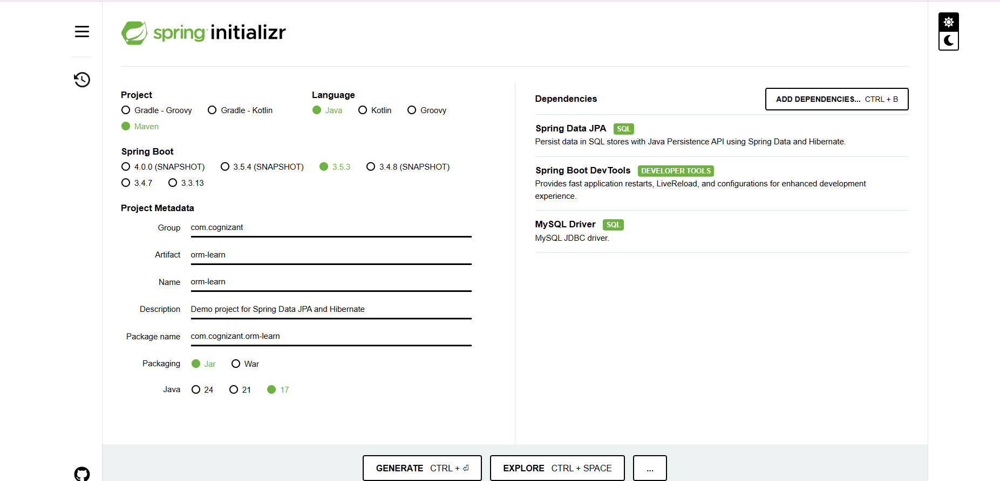 spring initializr
Project
Gradle - Groovy Gradle - Kotlin
Maven
Language
Java Kotlin Groovy
Spring Boot
4.0.0 (SNAPSHOT) 3.5.4 (SNAPSHOT) 3.5.3 3.4.8 (SNAPSHOT)
3.4.7 3.3.13
Project Metadata
Group com.cognizant
Artifact orm-learn
Name orm-learn
Description Demo project for Spring Data JPA and Hibernate
Package name com.cognizant.orm-learn
Packaging Jar War
Java 24 21 17
Dependencies ADD DEPENDENCIES... CTRL + B
Spring Data JPA SQL
Persist data in SQL stores with Java Persistence API using Spring Data and Hibernate.
Spring Boot DevTools DEVELOPER TOOLS
Provides fast application restarts, LiveReload, and configurations for enhanced development
experience.
MySQL Driver SQL
MySQL JDBC driver.
GENERATE CTRL + ⏎ EXPLORE CTRL + SPACE ...